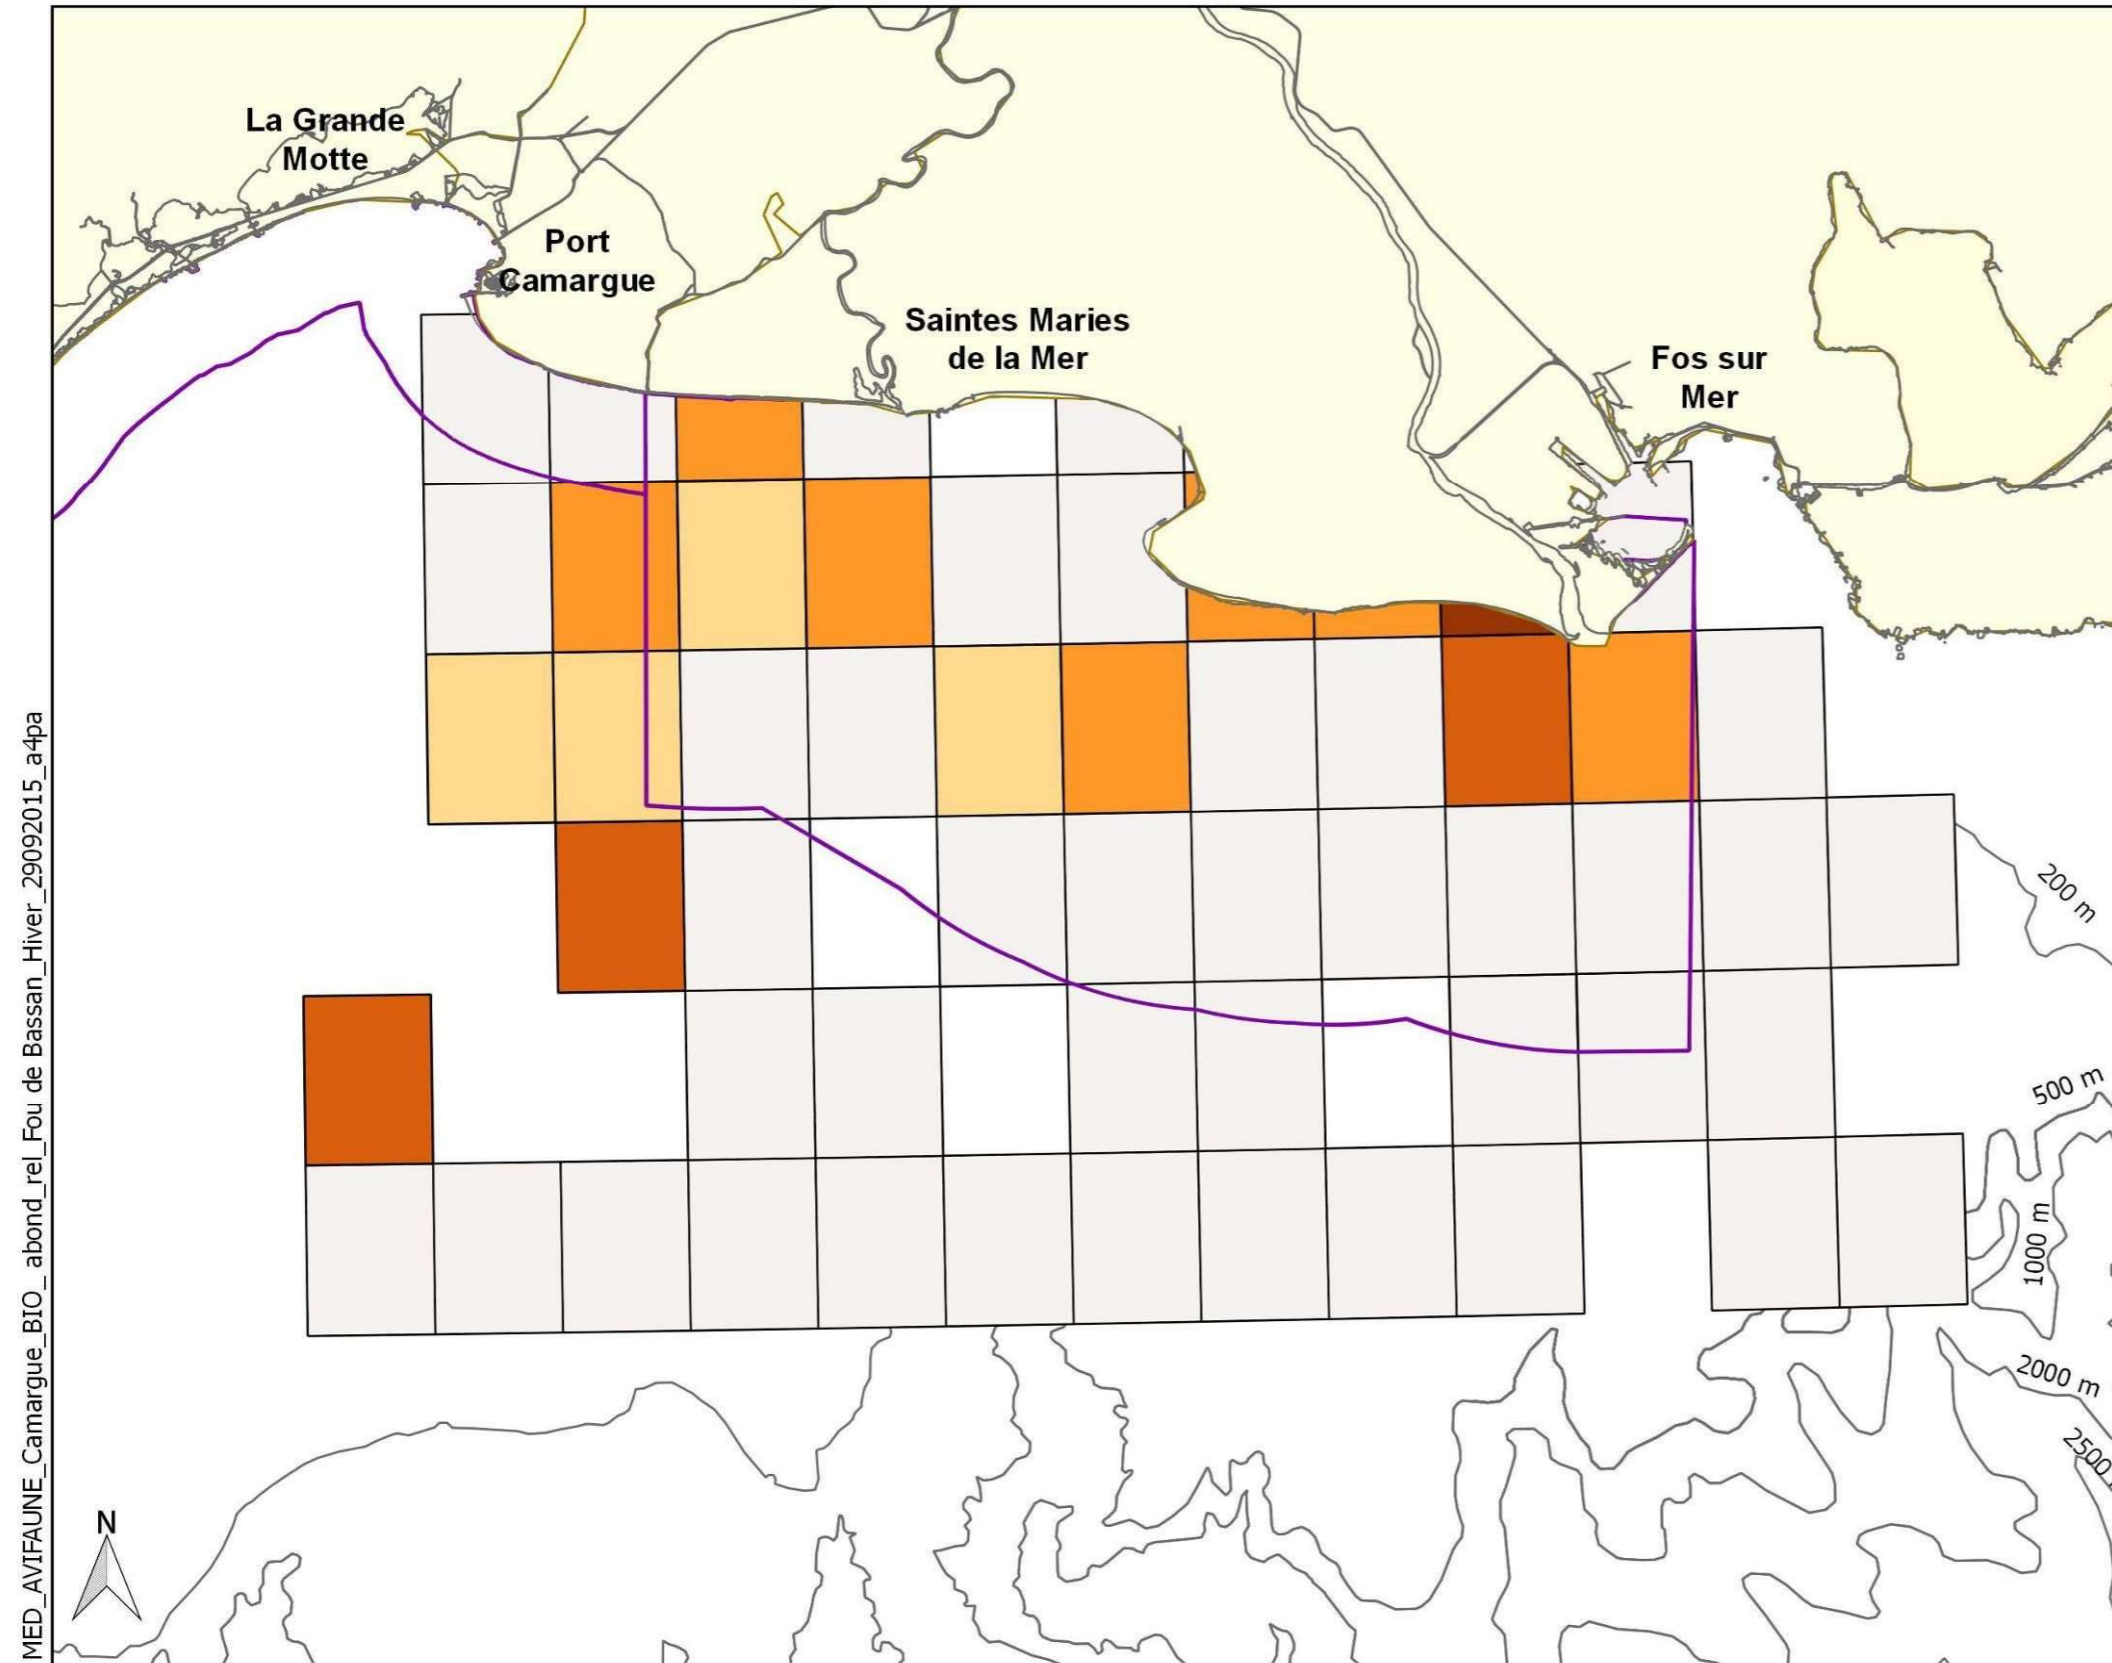 La Grande
Motte
Port
Camargue
Saintes Maries
de la Mer
Fos sur
Mer
200 m
500 m
1000 m
2000 m
2500
N
MED_AVIFAUNE_Camargue_BIO_ abond_rel_Fou de Bassan_Hiver_29092015_a4pa